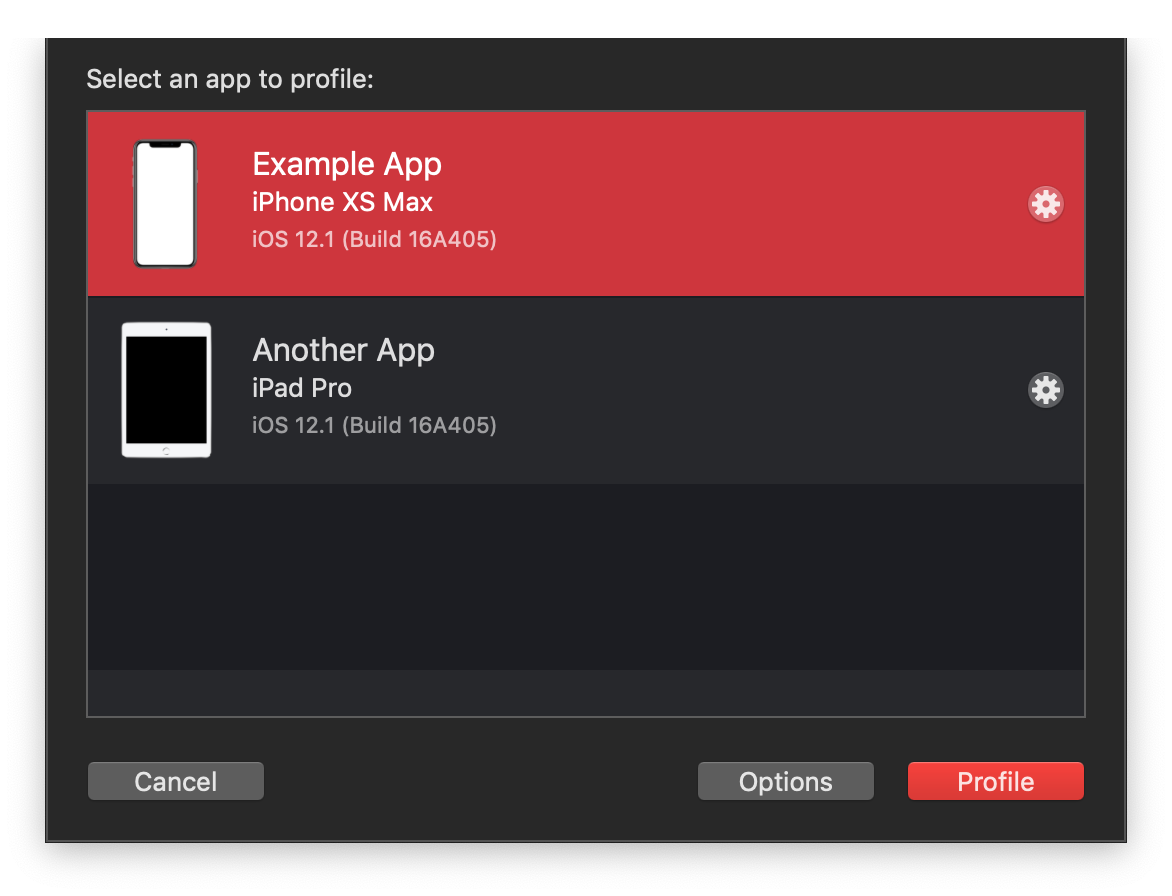 Select an app to profile:
Example App
iPhone XS Max
iOS 12.1 (Build 16A405)
Another App
iPad Pro
iOS 12.1 (Build 16A405)
Cancel
Options
Profile